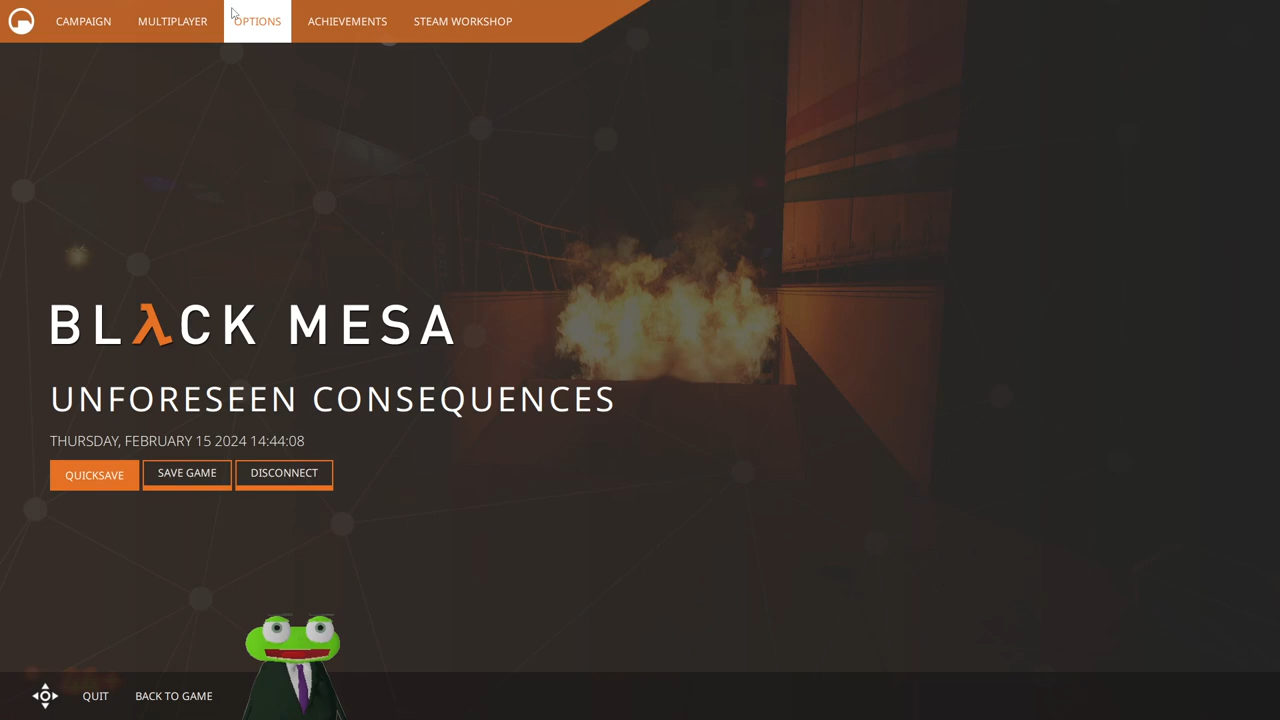 CAMPAIGN MULTIPLAYER OPTIONS ACHIEVEMENTS STEAM WORKSHOP
BLλCK MESA
UNFORESEEN CONSEQUENCES
THURSDAY, FEBRUARY 15 2024 14:44:08
QUICKSAVE SAVE GAME DISCONNECT
QUIT BACK TO GAME